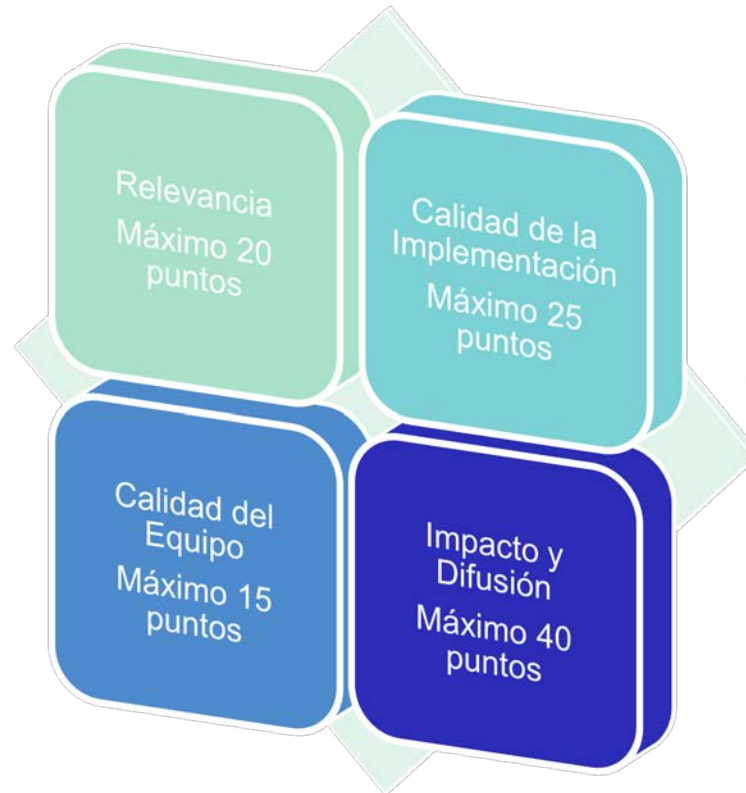 Relevancia
Máximo 20
puntos
Calidad de la
Implementación
Máximo 25
puntos
Calidad del
Equipo
Máximo 15
puntos
Impacto y
Difusión
Máximo 40
puntos